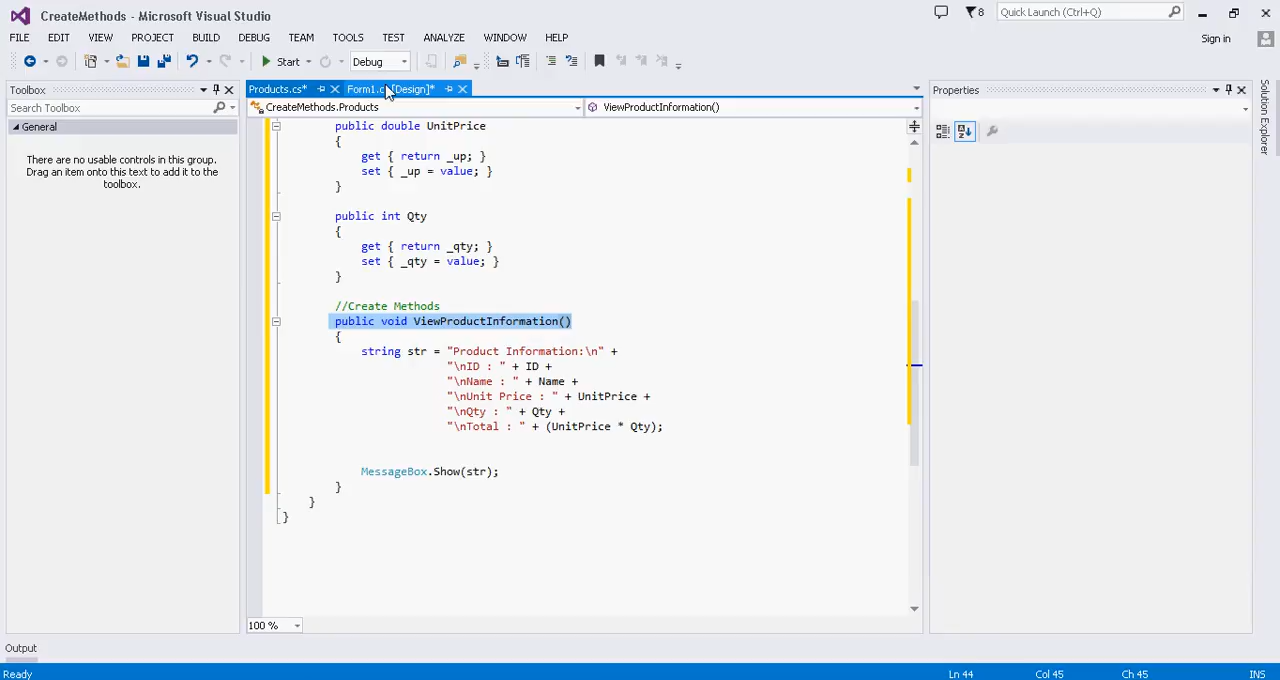 CreateMethods - Microsoft Visual Studio
8
Quick Launch (Ctrl+Q)
FILE EDIT VIEW PROJECT BUILD DEBUG TEAM TOOLS TEST ANALYZE WINDOW HELP
Sign in
Start Debug
Toolbox
Products.cs* Form1.c [Design]*
Properties
Search Toolbox
CreateMethods.Products ViewProductInformation()
General
There are no usable controls in this group.
Drag an item onto this text to add it to the
toolbox.
public double UnitPrice
{
get { return _up; }
set { _up = value; }
}
public int Qty
{
get { return _qty; }
set { _qty = value; }
}
//Create Methods
public void ViewProductInformation()
{
string str = "Product Information:\n" +
"\nID : " + ID +
"\nName : " + Name +
"\nUnit Price : " + UnitPrice +
"\nQty : " + Qty +
"\nTotal : " + (UnitPrice * Qty);
MessageBox.Show(str);
}
}
}
Solution Explorer
100 %
Output
Ready Ln 44 Col 45 Ch 45 INS